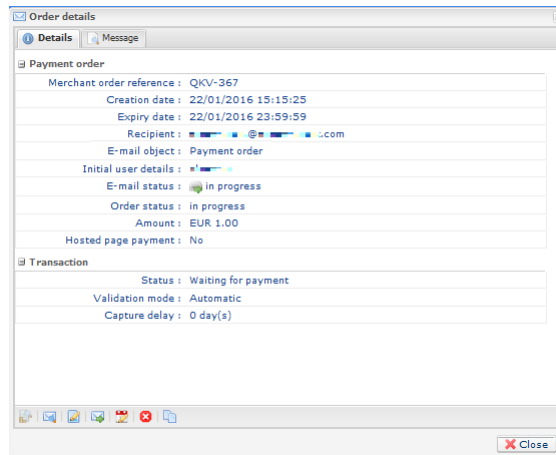 Order details
Details Message
Payment order
Merchant order reference : QKV-367
Creation date : 22/01/2016 15:15:25
Expiry date : 22/01/2016 23:59:59
Recipient : @ .com
E-mail object : Payment order
Initial user details :
E-mail status : in progress
Order status : in progress
Amount : EUR 1.00
Hosted page payment : No
Transaction
Status : Waiting for payment
Validation mode : Automatic
Capture delay : 0 day(s)
Close